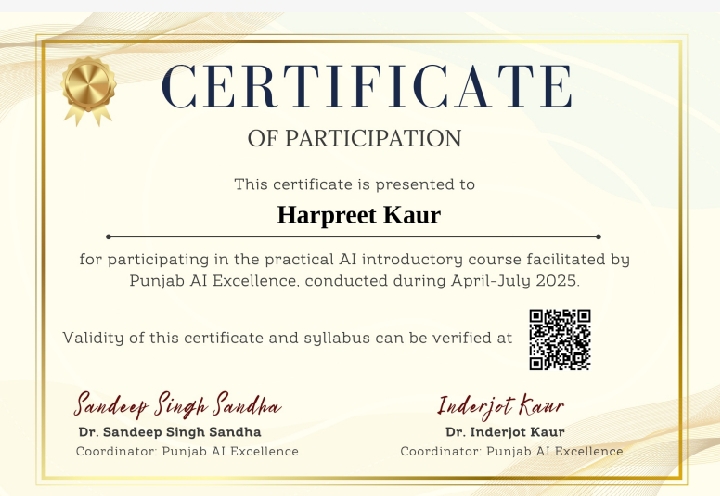 CERTIFICATE
OF PARTICIPATION
This certificate is presented to
Harpreet Kaur
for participating in the practical AI introductory course facilitated by
Punjab AI Excellence, conducted during April-July 2025.
Validity of this certificate and syllabus can be verified at
Sandeep Singh Sandha
Inderjot Kaur
Dr. Sandeep Singh Sandha
Dr. Inderjot Kaur
Coordinator: Punjab AI Excellence
Coordinator: Punjab AI Excellence